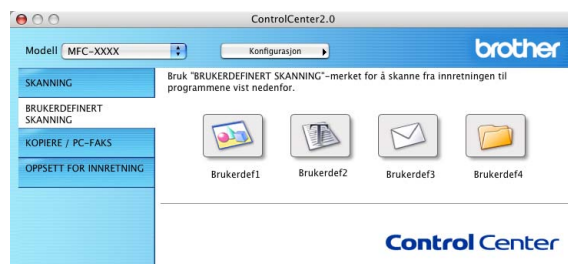 ControlCenter2.0
Modell MFC-XXXX Konfigurasjon brother
SKANNING
BRUKERDEFINERT
SKANNING
KOPIERE / PC-FAKS
OPPSETT FOR INNRETNING
Bruk "BRUKERDEFINERT SKANNING"-merket for å skanne fra innretningen til
programmene vist nedenfor.
Brukerdef1 Brukerdef2 Brukerdef3 Brukerdef4
Control Center